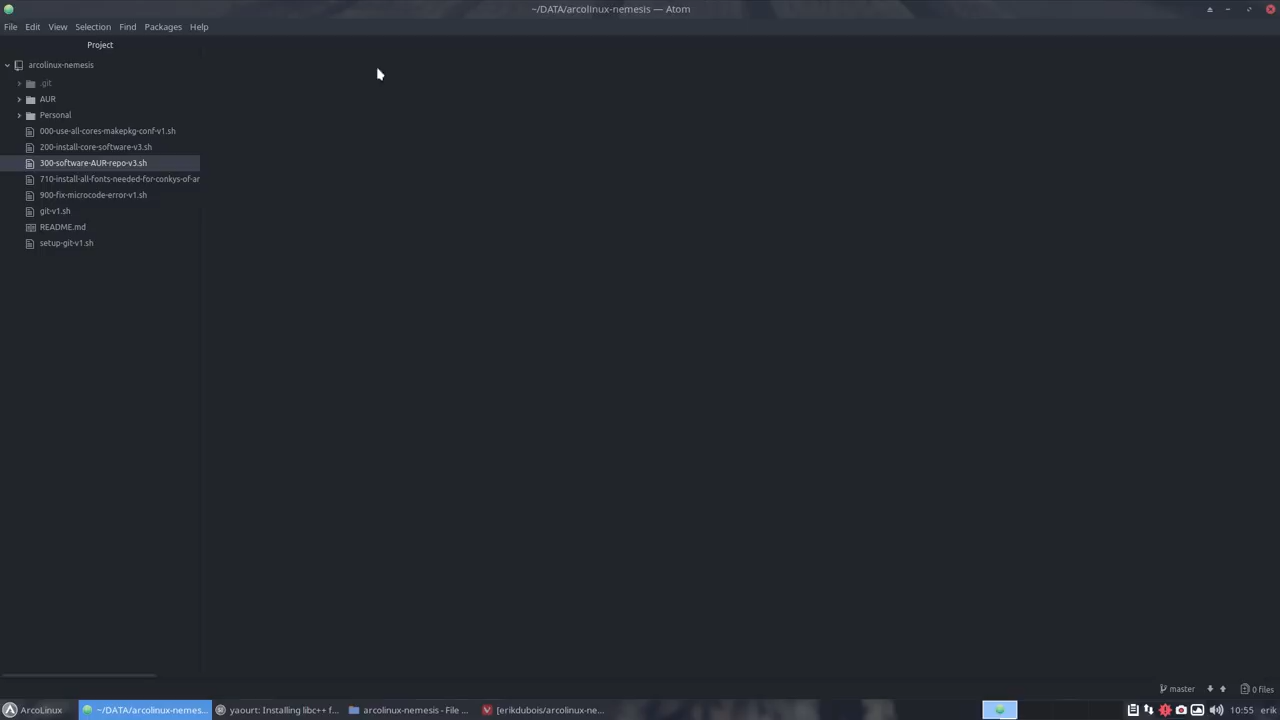 ~/DATA/arcolinux-nemesis — Atom
File Edit View Selection Find Packages Help
Project
arcolinux-nemesis
.git
AUR
Personal
000-use-all-cores-makepkg-conf-v1.sh
200-install-core-software-v3.sh
300-software-AUR-repo-v3.sh
710-install-all-fonts-needed-for-conkys-of-ar
900-fix-microcode-error-v1.sh
git-v1.sh
README.md
setup-git-v1.sh
master 0 files
ArcoLinux ~/DATA/arcolinux-nemes... yaourt: Installing libc++ f... arcolinux-nemesis - File ... [erikdubois/arcolinux-ne... 10:55 erik